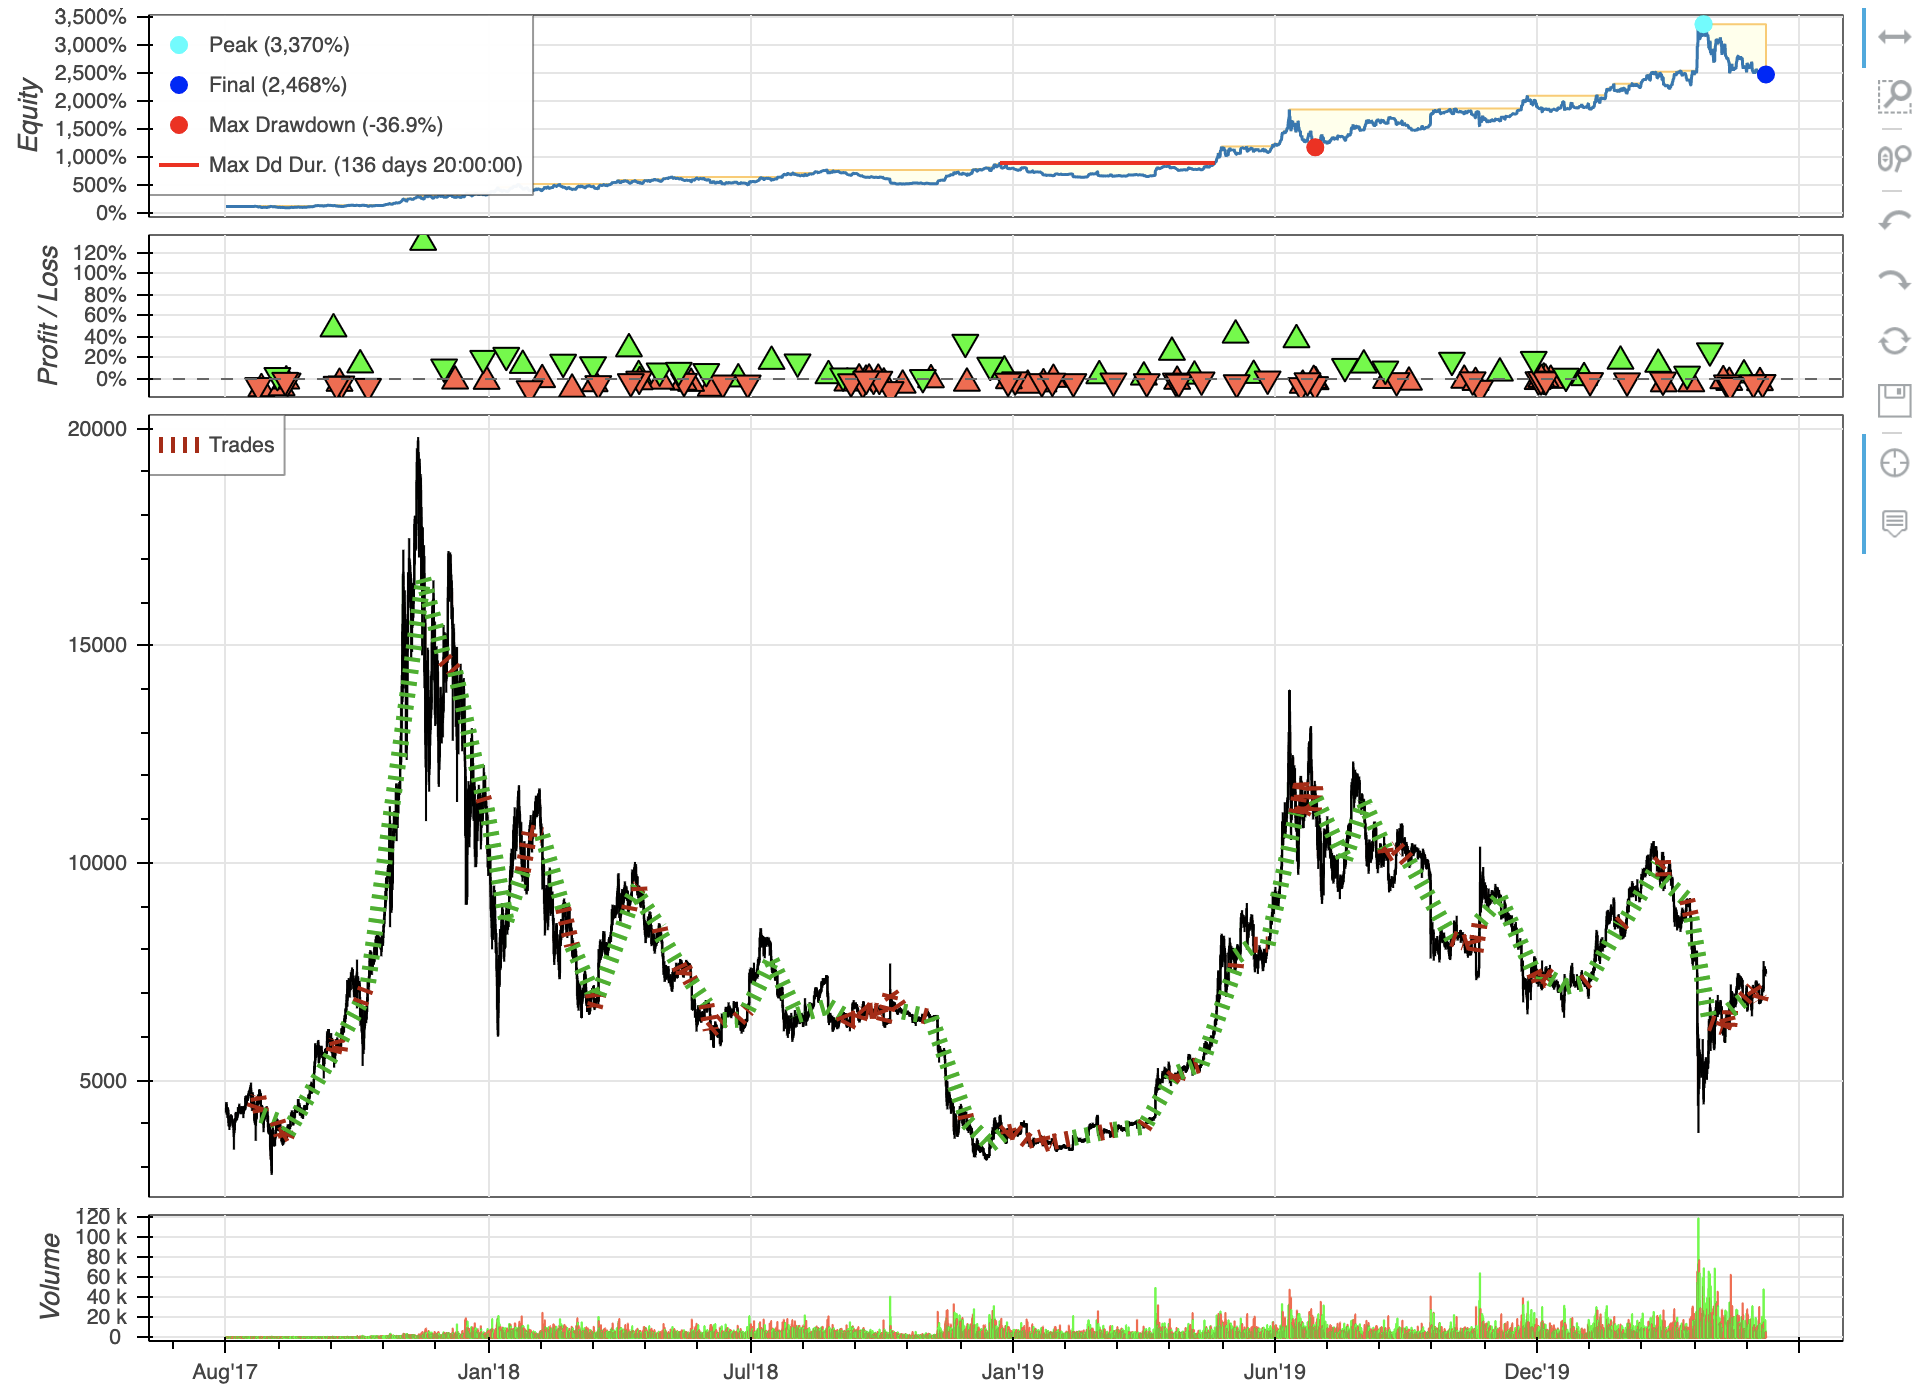 3,500%
3,000%
2,500%
2,000%
1,500%
1,000%
500%
0%
Equity
Peak (3,370%)
Final (2,468%)
Max Drawdown (-36.9%)
Max Dd Dur. (136 days 20:00:00)
120%
100%
80%
60%
40%
20%
0%
Profit / Loss
20000
15000
10000
5000
Trades
120 k
100 k
80 k
60 k
40 k
20 k
0
Volume
Aug'17 Jan'18 Jul'18 Jan'19 Jun'19 Dec'19